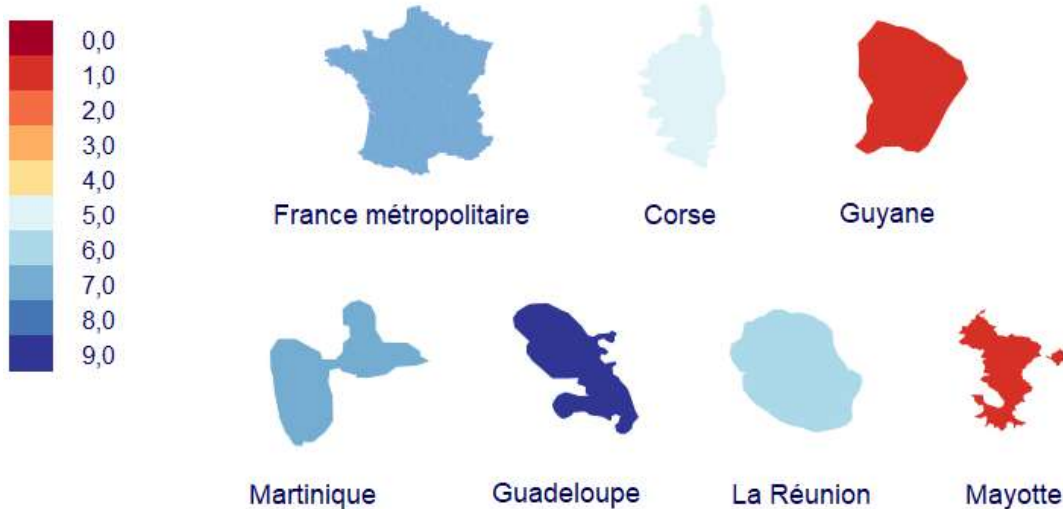 0,0
1,0
2,0
3,0
4,0
5,0
6,0
7,0
8,0
9,0
France métropolitaire
Corse
Guyane
Martinique
Guadeloupe
La Réunion
Mayotte